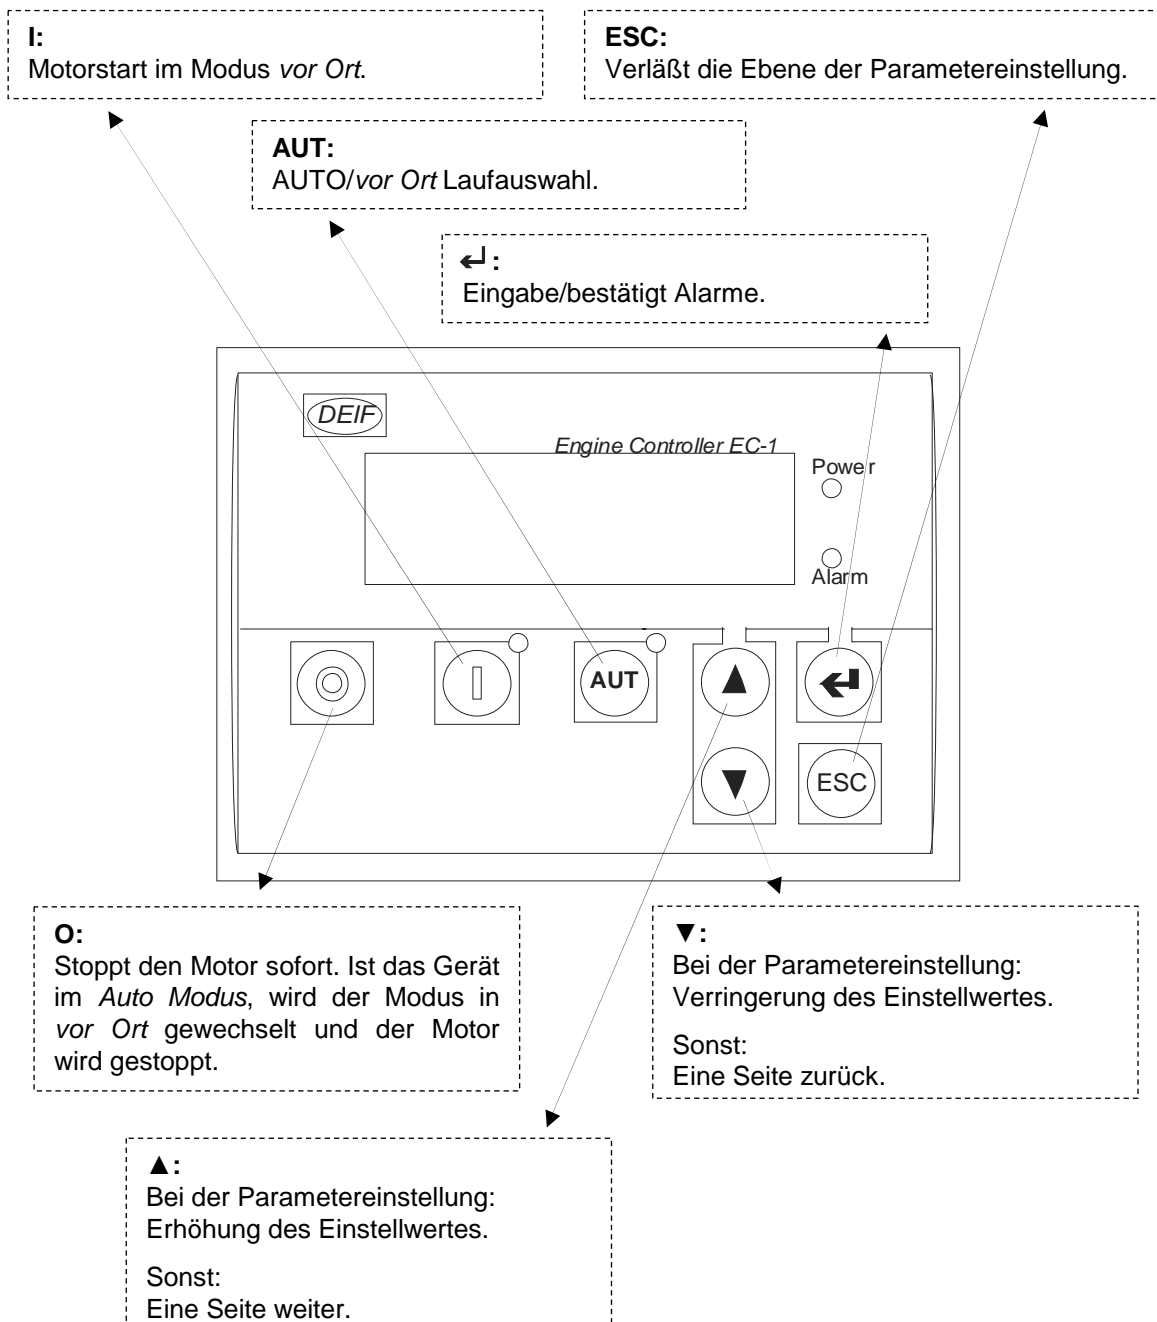 I:
Motorstart im Modus vor Ort.
ESC:
Verläßt die Ebene der Parametereinstellung.
AUT:
AUTO/vor Ort Laufauswahl.
↵:
Eingabe/bestätigt Alarme.
DEIF
Engine Controller EC-1
Power
Alarm
AUT
▲
↵
▼
ESC
O:
Stoppt den Motor sofort. Ist das Gerät
im Auto Modus, wird der Modus in
vor Ort gewechselt und der Motor
wird gestoppt.
▼:
Bei der Parametereinstellung:
Verringerung des Einstellwertes.
Sonst:
Eine Seite zurück.
▲:
Bei der Parametereinstellung:
Erhöhung des Einstellwertes.
Sonst:
Eine Seite weiter.